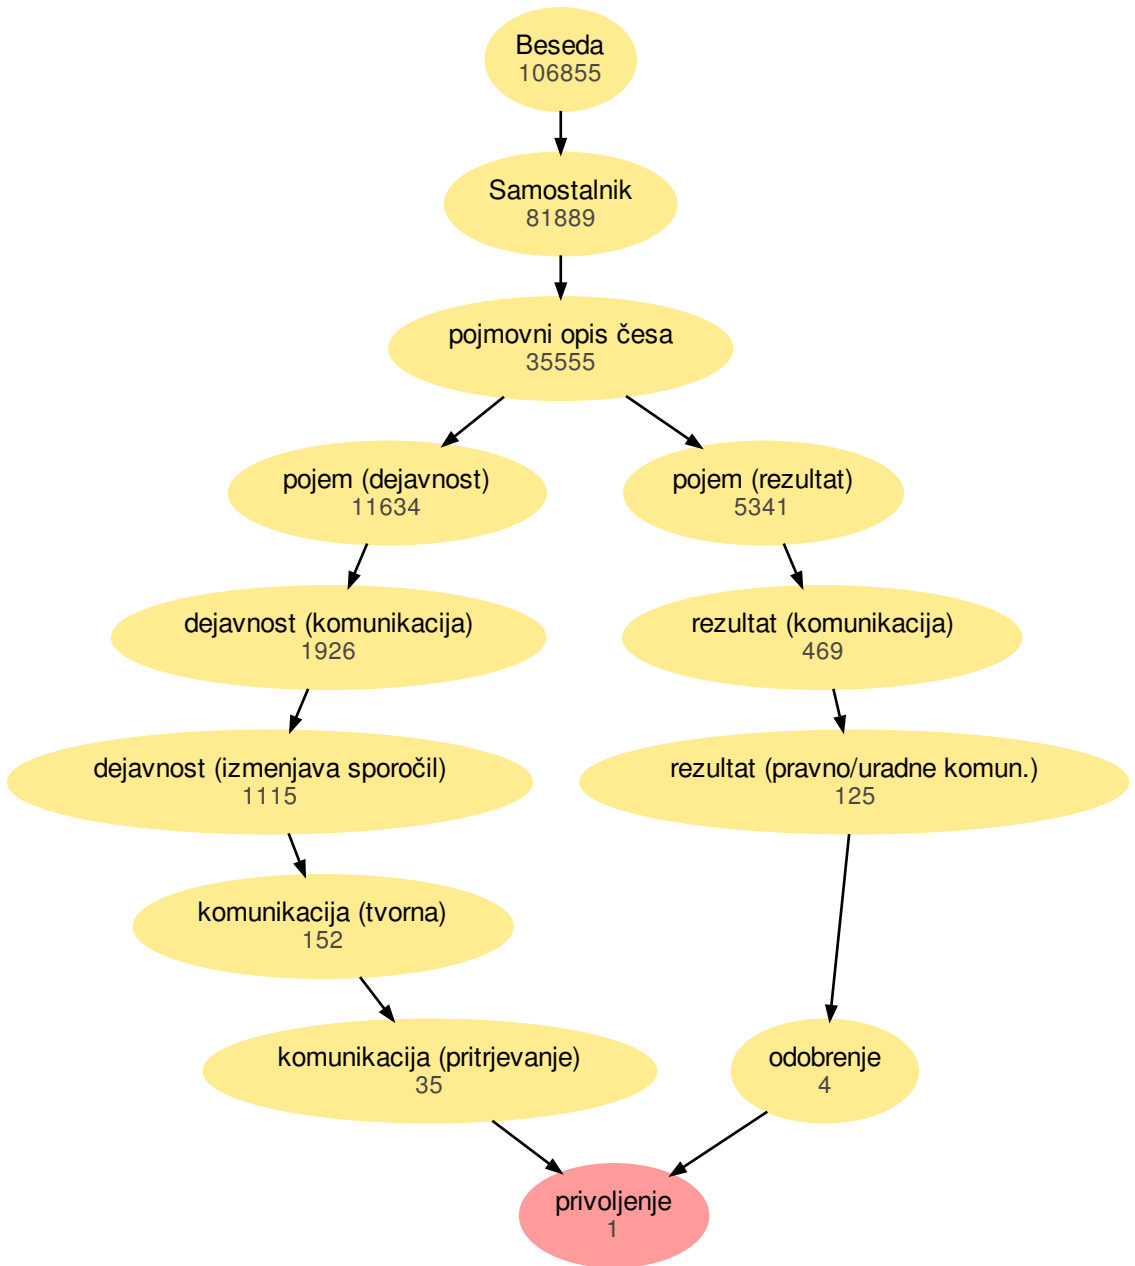 Beseda
106855
Samostalnik
81889
pojmovni opis česa
35555
pojem (dejavnost)
11634
pojem (rezultat)
5341
dejavnost (komunikacija)
1926
rezultat (komunikacija)
469
dejavnost (izmenjava sporočil)
1115
rezultat (pravno/uradne komun.)
125
komunikacija (tvorna)
152
komunikacija (pritrjevanje)
35
odobrenje
4
privoljenje
1